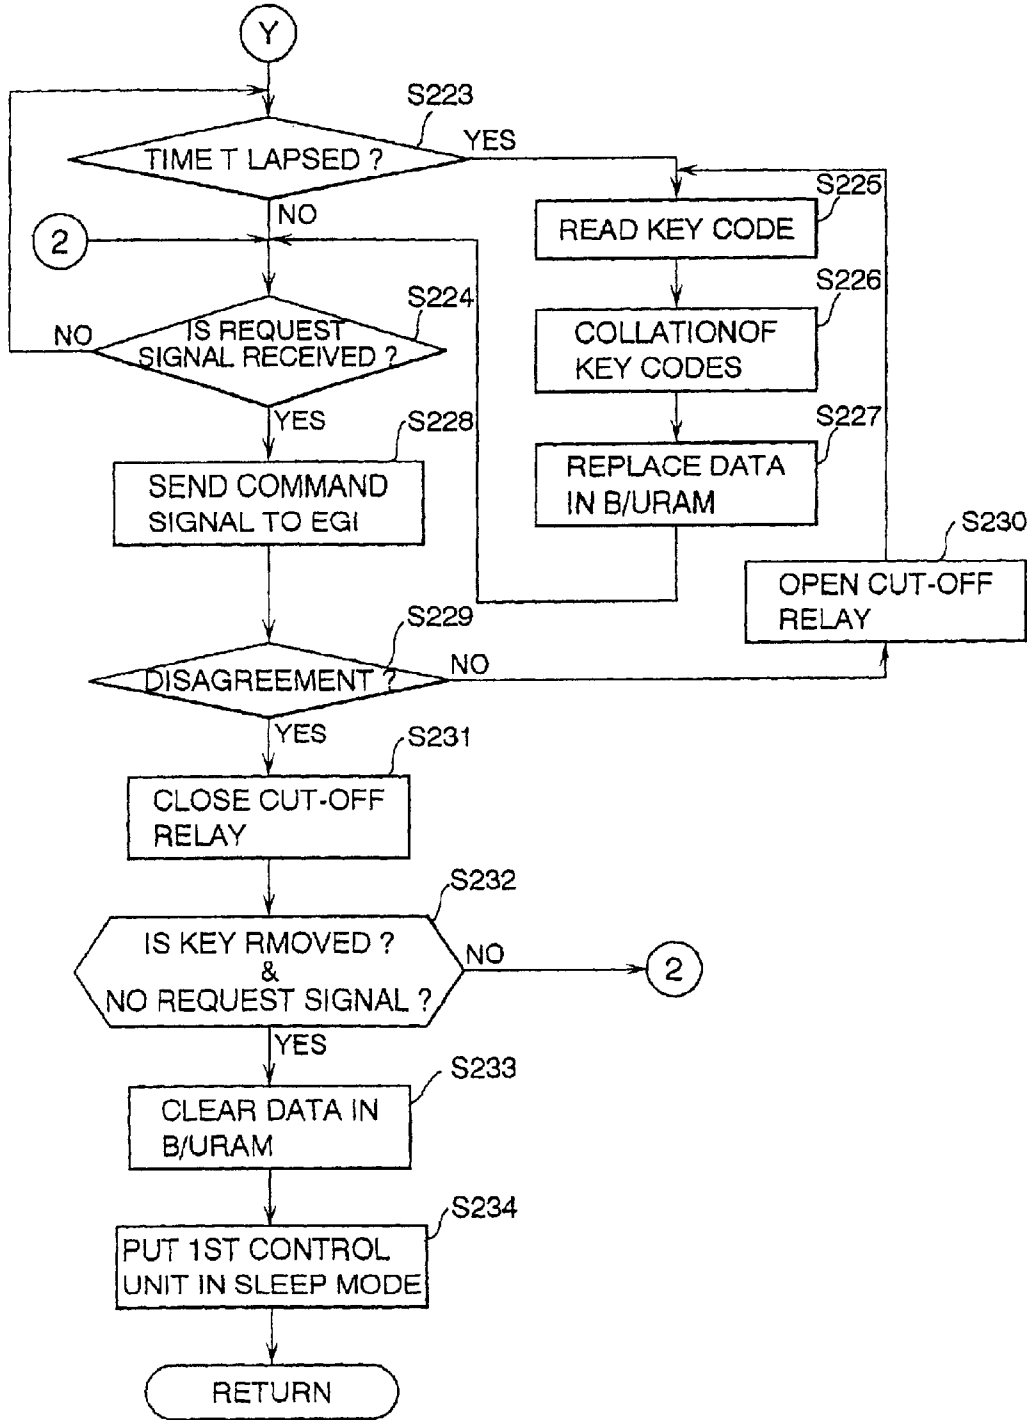 Y
S223
TIME T LAPSED ?
YES
NO
S225
READ KEY CODE
2
S224
IS REQUEST
SIGNAL RECEIVED ?
NO
YES
S226
COLLATIONOF
KEY CODES
S227
REPLACE DATA
IN B/URAM
S228
SEND COMMAND
SIGNAL TO EGI
S230
OPEN CUT-OFF
RELAY
S229
DISAGREEMENT ?
NO
YES
S231
CLOSE CUT-OFF
RELAY
S232
IS KEY RMOVED ?
&
NO REQUEST SIGNAL ?
NO
2
YES
S233
CLEAR DATA IN
B/URAM
S234
PUT 1ST CONTROL
UNIT IN SLEEP MODE
RETURN